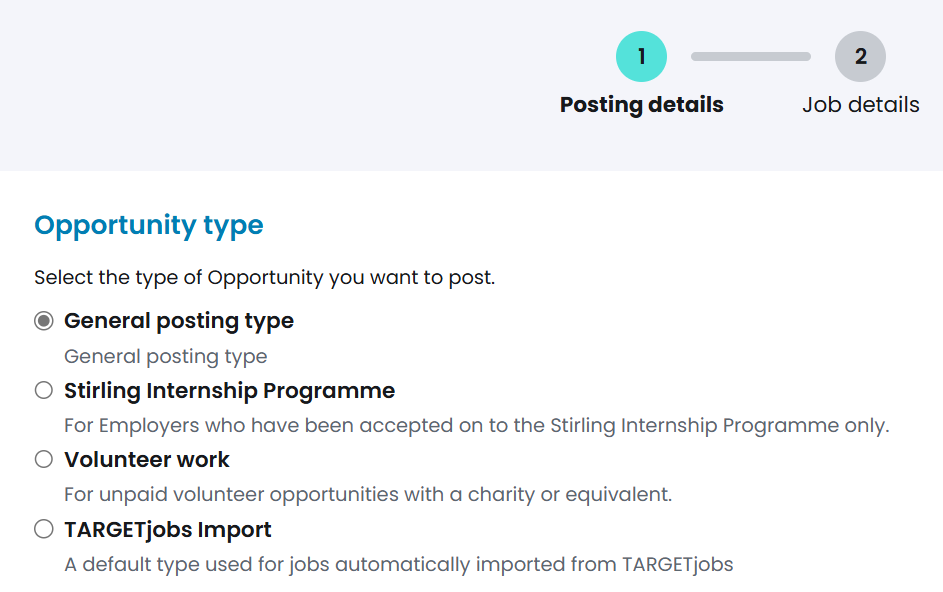 1
2
Posting details
Job details
Opportunity type
Select the type of Opportunity you want to post.
General posting type
General posting type
Stirling Internship Programme
For Employers who have been accepted on to the Stirling Internship Programme only.
Volunteer work
For unpaid volunteer opportunities with a charity or equivalent.
TARGETjobs Import
A default type used for jobs automatically imported from TARGETjobs